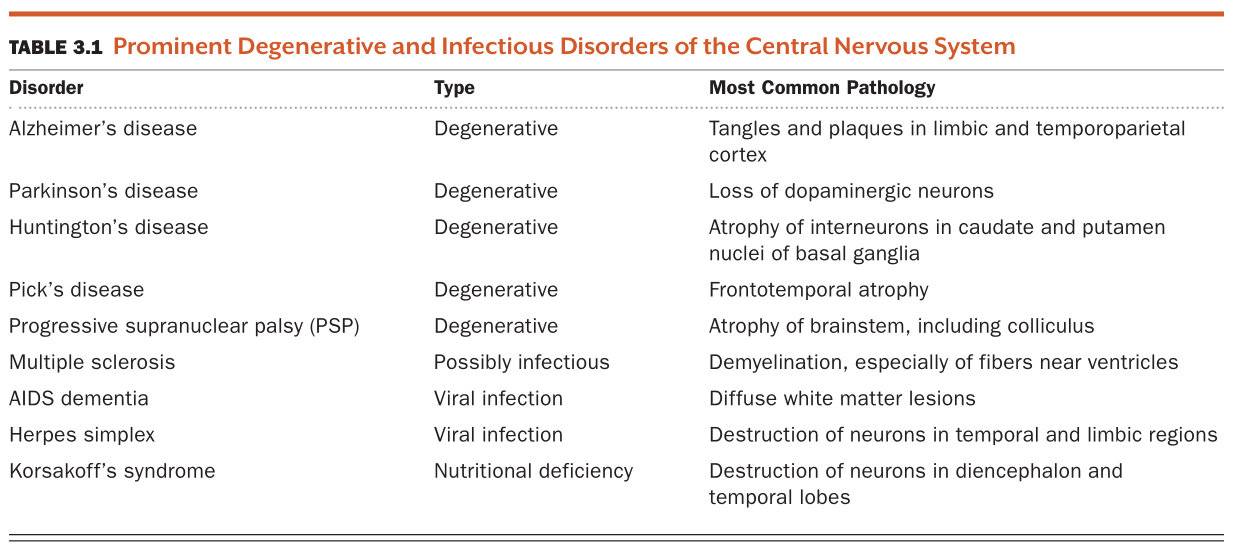 TABLE 3.1 Prominent Degenerative and Infectious Disorders of the Central Nervous System
Disorder Type Most Common Pathology
Alzheimer’s disease Degenerative Tangles and plaques in limbic and temporoparietal
cortex
Parkinson’s disease Degenerative Loss of dopaminergic neurons
Huntington’s disease Degenerative Atrophy of interneurons in caudate and putamen
nuclei of basal ganglia
Pick’s disease Degenerative Frontotemporal atrophy
Progressive supranuclear palsy (PSP) Degenerative Atrophy of brainstem, including colliculus
Multiple sclerosis Possibly infectious Demyelination, especially of fibers near ventricles
AIDS dementia Viral infection Diffuse white matter lesions
Herpes simplex Viral infection Destruction of neurons in temporal and limbic regions
Korsakoff’s syndrome Nutritional deficiency Destruction of neurons in diencephalon and
temporal lobes